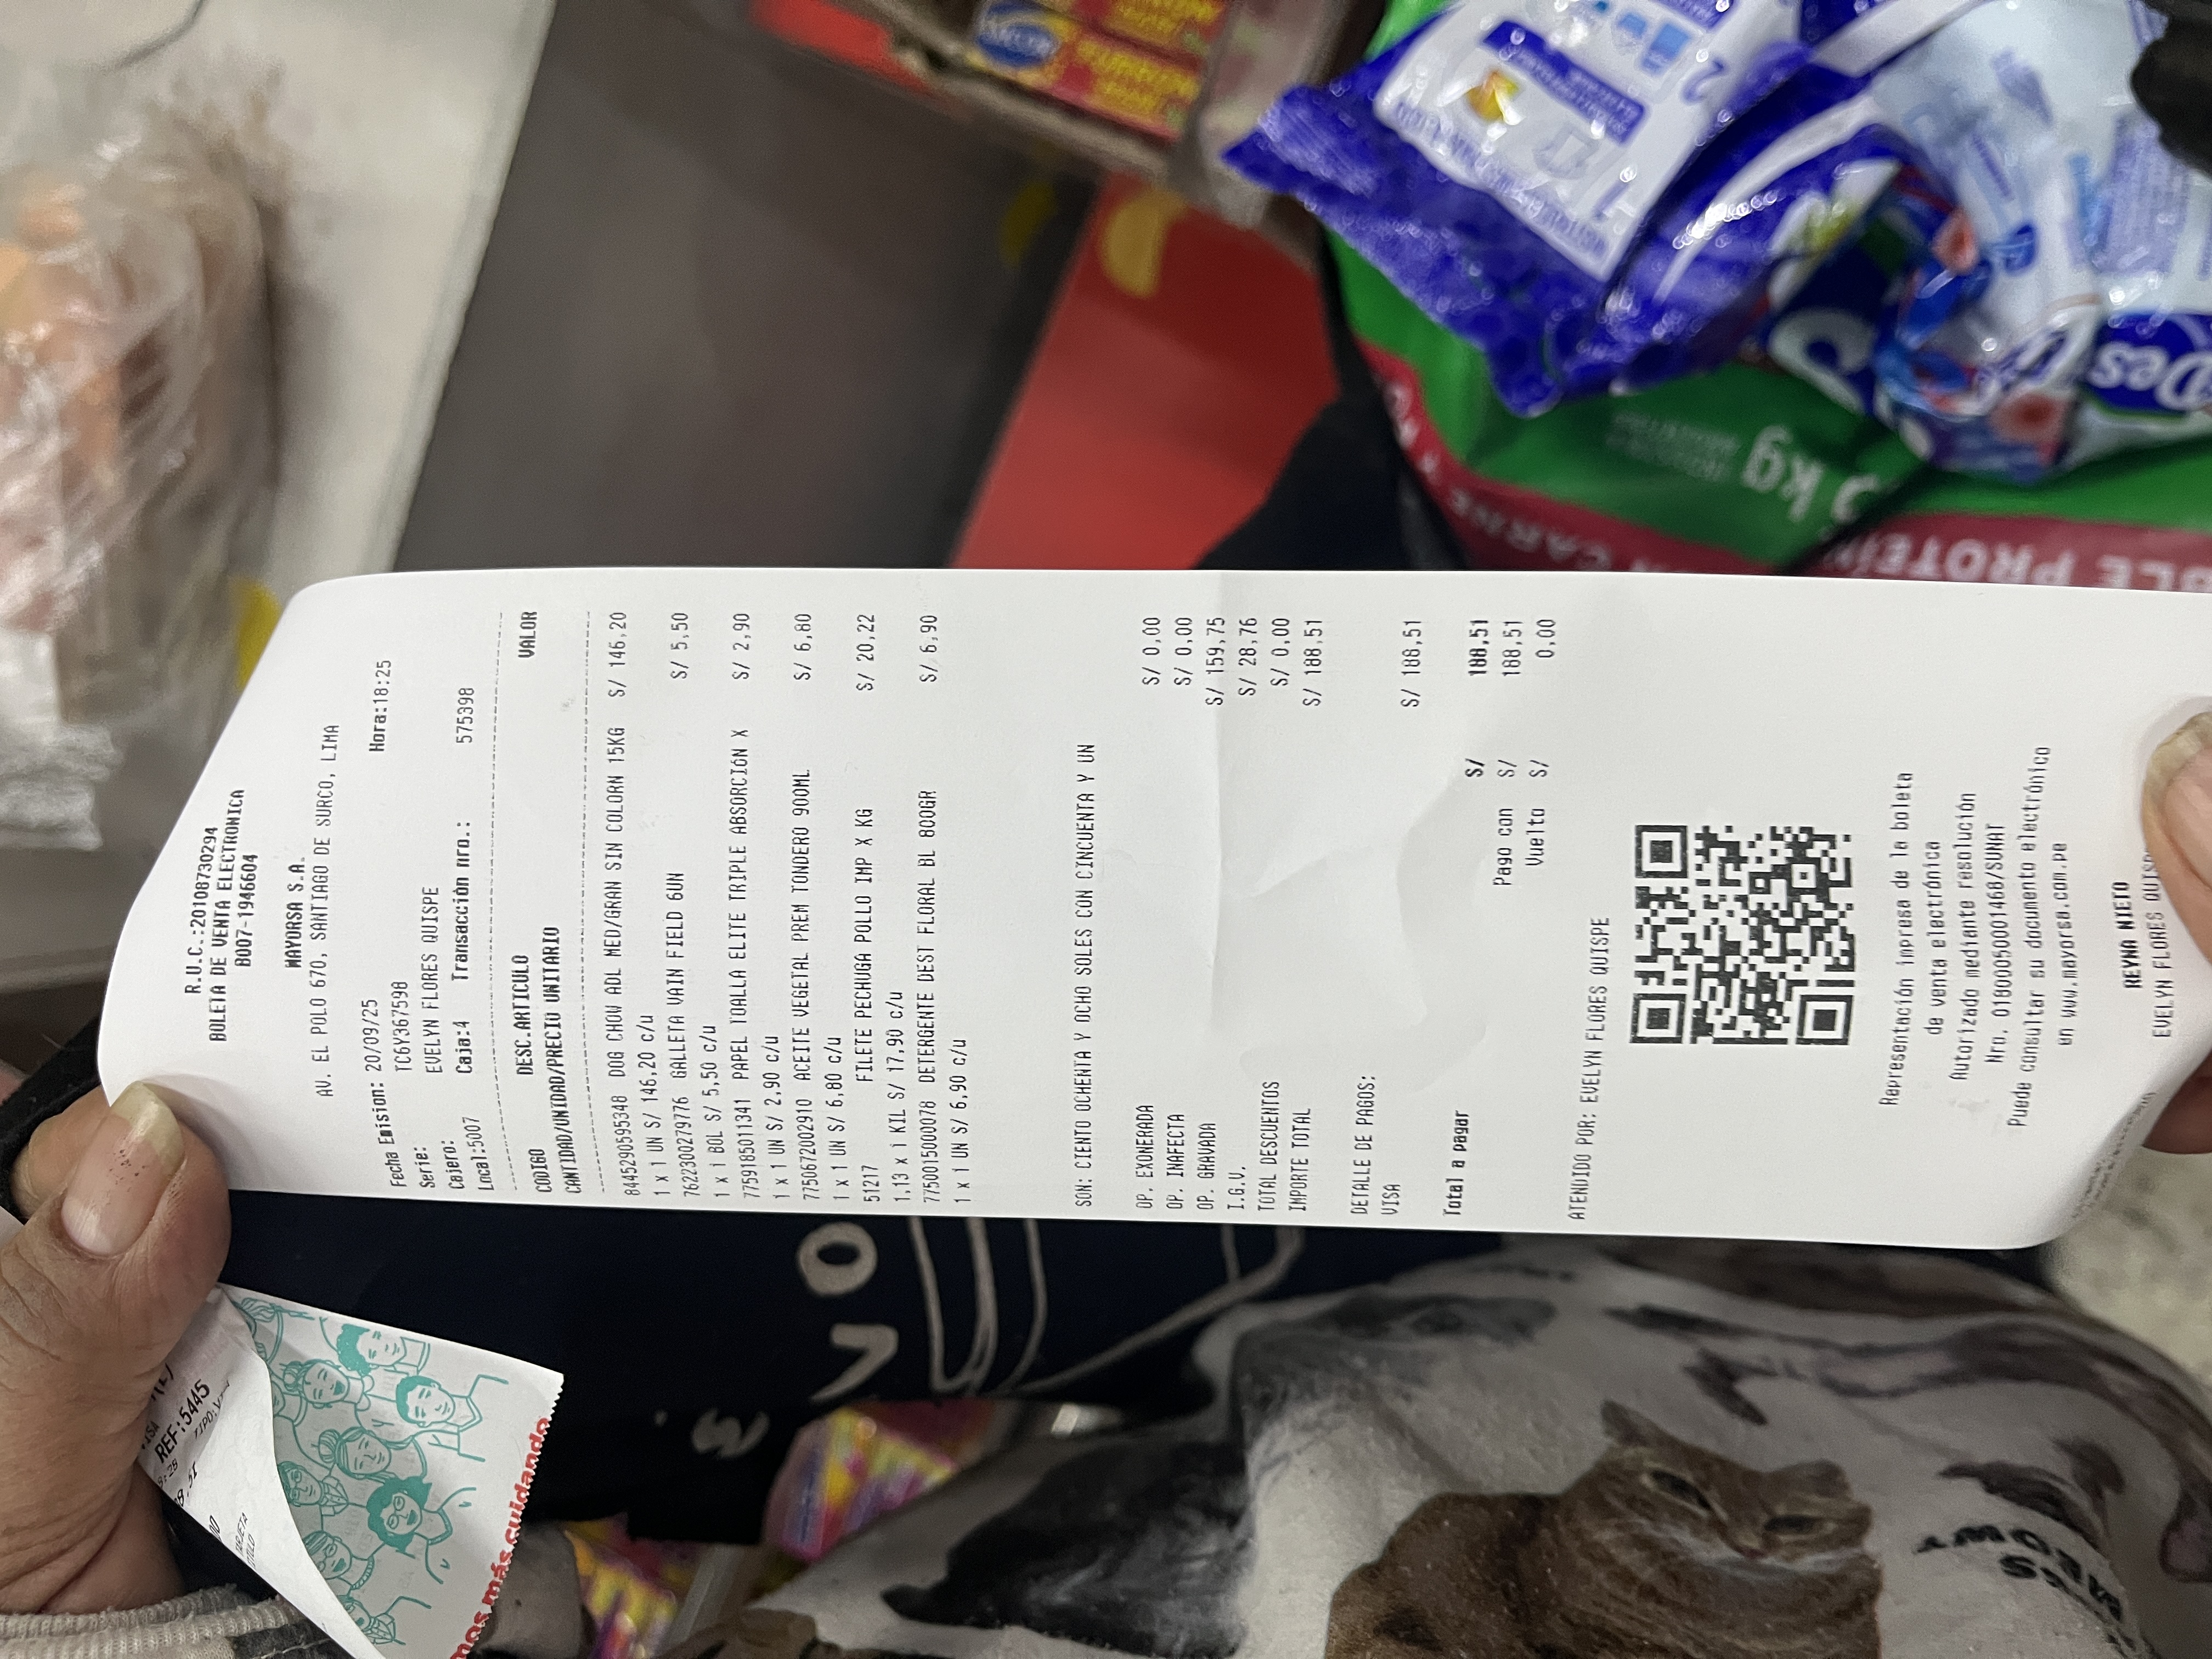 R.U.C.:20108730294
BOLETA DE VENTA ELECTRONICA
B007-1946604
MAYORSA S.A.
AV. EL POLO 670, SANTIAGO DE SURCO, LIMA
Fecha Emision: 20/09/25 Hora:18:25
Serie: TC6Y367598
Cajero: EVELYN FLORES QUISPE
Local:5007 Caja:4 Transacción nro.: 575398
CODIGO DESC.ARTICULO VALOR
CANTIDAD/UNIDAD/PRECIO UNITARIO
8445290595348 DOG CHOW ADL MED/GRAN SIN COLORN 15KG S/ 146,20
1 x 1 UN S/ 146,20 c/u
7622300279776 GALLETA VAIN FIELD 6UN S/ 5,50
1 x 1 BOL S/ 5,50 c/u
7759185011341 PAPEL TOALLA ELITE TRIPLE ABSORCIÓN X S/ 2,90
1 x 1 UN S/ 2,90 c/u
7750672002910 ACEITE VEGETAL PREM TONDERO 900ML S/ 6,80
1 x 1 UN S/ 6,80 c/u
51217 FILETE PECHUGA POLLO IMP X KG S/ 20,22
1,13 x 1 KIL S/ 17,90 c/u
7750015000078 DETERGENTE DEST FLORAL BL 800GR S/ 6,90
1 x 1 UN S/ 6,90 c/u
SON: CIENTO OCHENTA Y OCHO SOLES CON CINCUENTA Y UN
OP. EXONERADA S/ 0,00
OP. INAFECTA S/ 0,00
OP. GRAVADA S/ 159,75
I.G.V. S/ 28,76
TOTAL DESCUENTOS S/ 0,00
IMPORTE TOTAL S/ 188,51
DETALLE DE PAGOS:
VISA S/ 188,51
Total a pagar S/ 188,51
Pago con S/ 188,51
Vuelto S/ 0,00
ATENDIDO POR: EVELYN FLORES QUISPE
Representación impresa de la boleta
de venta electrónica
Autorizado mediante resolución
Nro. 01800050001468/SUNAT
Puede consultar su documento electrónico
en www.mayorsa.com.pe
REYNA NIETO
EVELYN FLORES
REF:5445
más cuidando
VO
kg
CARNE
PROTE
Des
2